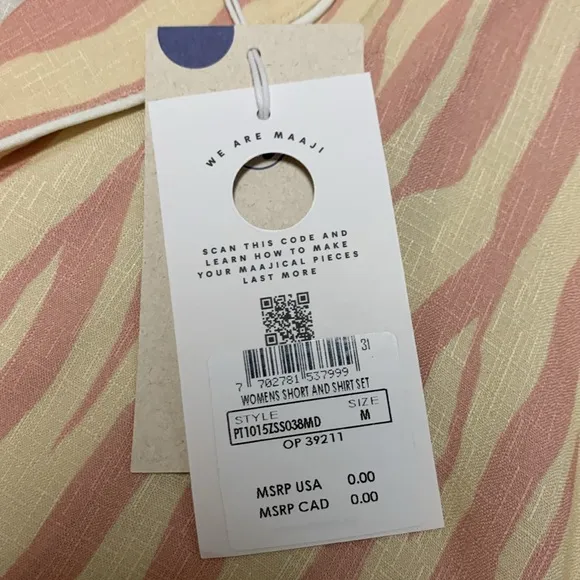 WE ARE MAAJI
SCAN THIS CODE AND
LEARN HOW TO MAKE
YOUR MAAJICAL PIECES
LAST MORE
31
7 702781 537999
WOMENS SHORT AND SHIRT SET
STYLE SIZE
PT1015ZSS038MD M
OP 39211
MSRP USA 0.00
MSRP CAD 0.00